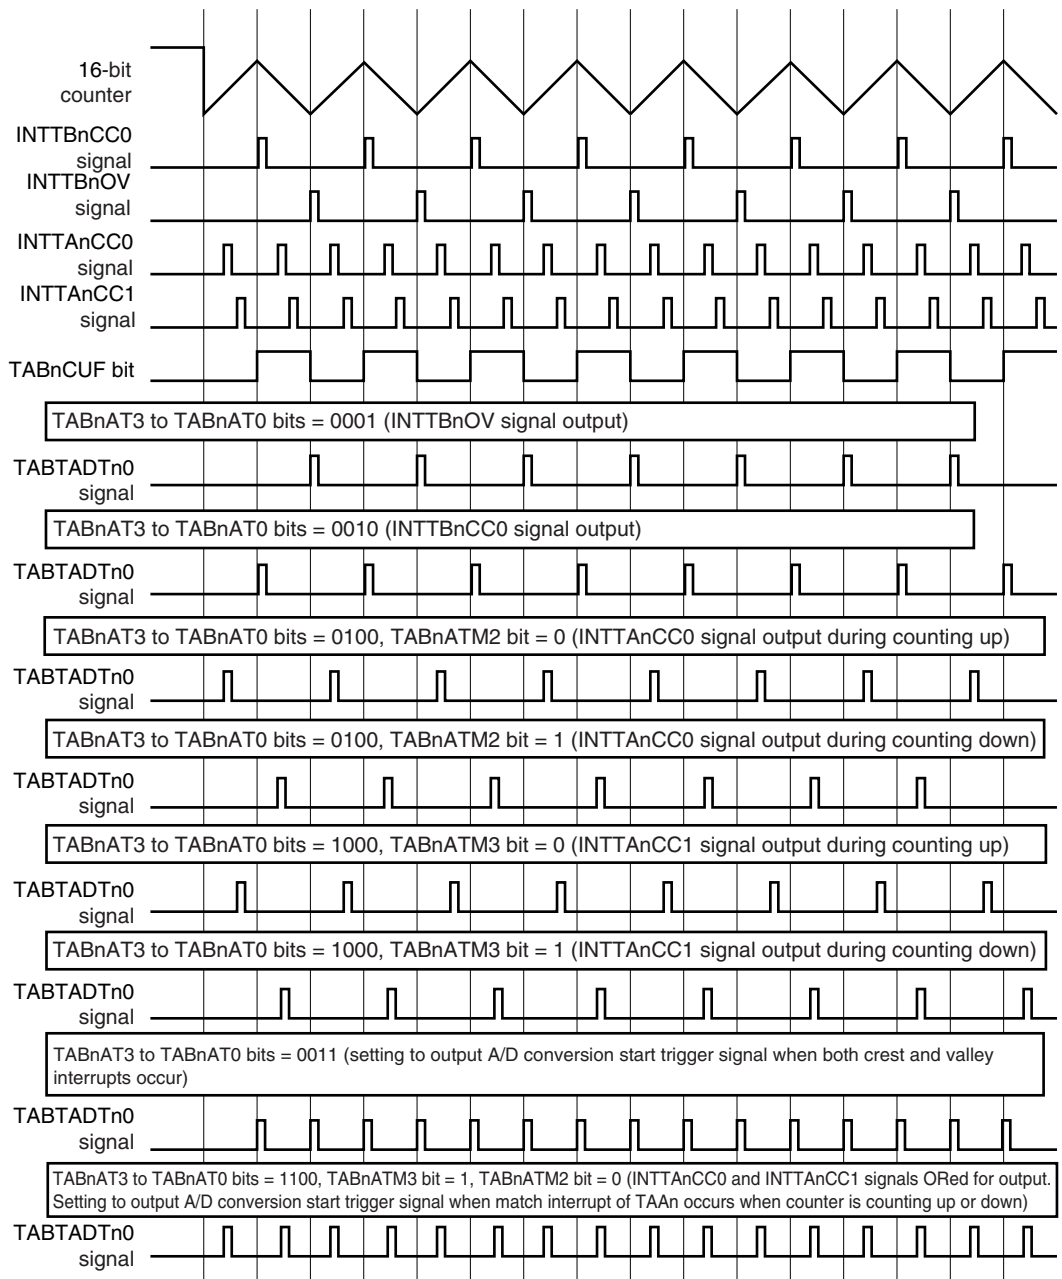 16-bit
counter
INTTBnCC0
signal
INTTBnOV
signal
INTTAnCC0
signal
INTTAnCC1
signal
TABnCUF bit
TABnAT3 to TABnAT0 bits = 0001 (INTTBnOV signal output)
TABTADTn0
signal
TABnAT3 to TABnAT0 bits = 0010 (INTTBnCC0 signal output)
TABTADTn0
signal
TABnAT3 to TABnAT0 bits = 0100, TABnATM2 bit = 0 (INTTAnCC0 signal output during counting up)
TABTADTn0
signal
TABnAT3 to TABnAT0 bits = 0100, TABnATM2 bit = 1 (INTTAnCC0 signal output during counting down)
TABTADTn0
signal
TABnAT3 to TABnAT0 bits = 1000, TABnATM3 bit = 0 (INTTAnCC1 signal output during counting up)
TABTADTn0
signal
TABnAT3 to TABnAT0 bits = 1000, TABnATM3 bit = 1 (INTTAnCC1 signal output during counting down)
TABTADTn0
signal
TABnAT3 to TABnAT0 bits = 0011 (setting to output A/D conversion start trigger signal when both crest and valley
interrupts occur)
TABTADTn0
signal
TABnAT3 to TABnAT0 bits = 1100, TABnATM3 bit = 1, TABnATM2 bit = 0 (INTTAnCC0 and INTTAnCC1 signals ORed for output.
Setting to output A/D conversion start trigger signal when match interrupt of TAAn occurs when counter is counting up or down)
TABTADTn0
signal